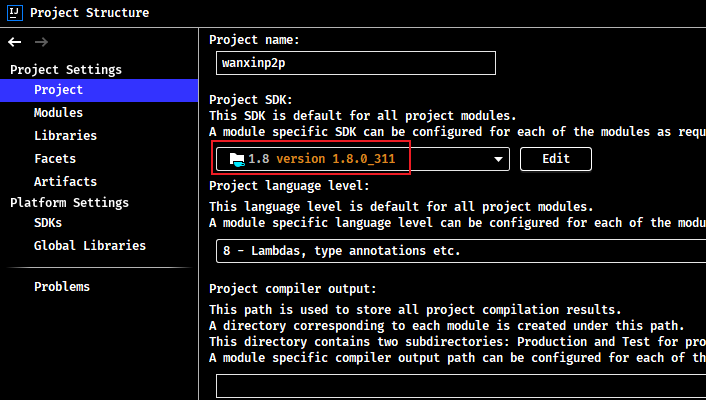 IJ Project Structure
Project Settings
Project
Modules
Libraries
Facets
Artifacts
Platform Settings
SDKs
Global Libraries
Problems
Project name:
wanxinp2p
Project SDK:
This SDK is default for all project modules.
A module specific SDK can be configured for each of the modules as requ
1.8 version 1.8.0_311
Edit
Project language level:
This language level is default for all project modules.
A module specific language level can be configured for each of the modu
8 - Lambdas, type annotations etc.
Project compiler output:
This path is used to store all project compilation results.
A directory corresponding to each module is created under this path.
This directory contains two subdirectories: Production and Test for pro
A module specific compiler output path can be configured for each of th